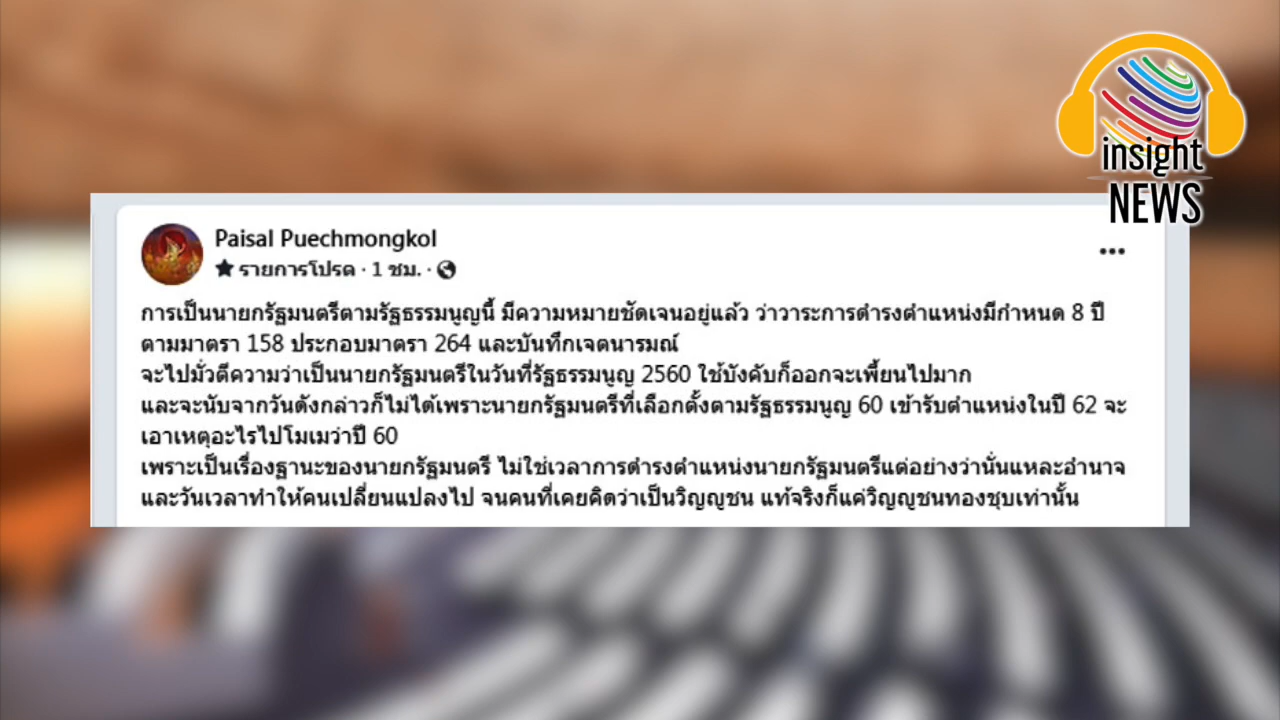 insight
NEWS
Paisal Puechmongkol
รายการโปรด · 1 ชม. ·
การเป็นนายกรัฐมนตรีตามรัฐธรรมนูญนี้ มีความหมายชัดเจนอยู่แล้ว ว่าวาระการดำรงตำแหน่งมีกำหนด 8 ปี
ตามมาตรา 158 ประกอบมาตรา 264 และบันทึกเจตนารมณ์
จะไปมั่วตีความว่าเป็นนายกรัฐมนตรีในวันที่รัฐธรรมนูญ 2560 ใช้บังคับก็ออกจะเพี้ยนไปมาก
และจะนับจากวันดังกล่าวก็ไม่ได้เพราะนายกรัฐมนตรีที่เลือกตั้งตามรัฐธรรมนูญ 60 เข้ารับตำแหน่งในปี 62 จะ
เอาเหตุอะไรไปโมเมว่าปี 60
เพราะเป็นเรื่องฐานะของนายกรัฐมนตรี ไม่ใช่เวลาการดำรงตำแหน่งนายกรัฐมนตรีแต่อย่างว่านั่นแหละอำนาจ
และวันเวลาทำให้คนเปลี่ยนแปลงไป จนคนที่เคยคิดว่าเป็นวิญญูชน แท้จริงก็แค่วิญญูชนทองชุบเท่านั้น